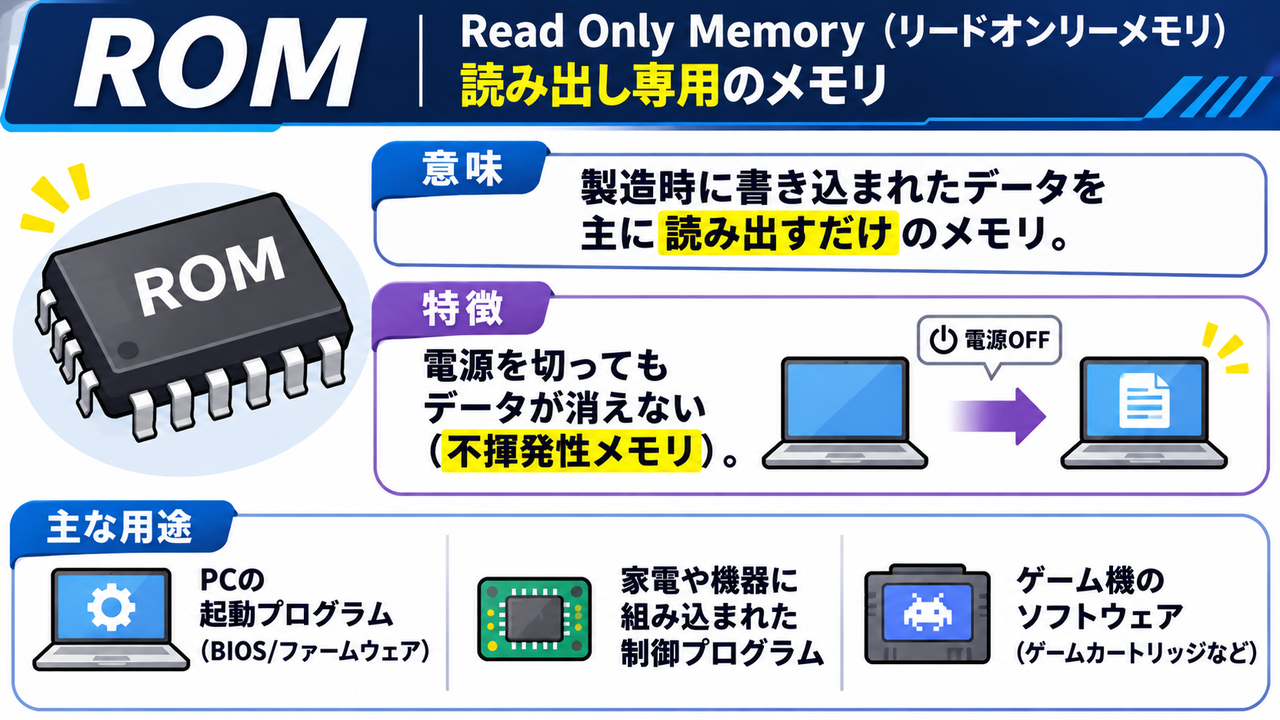 ROM
Read Only Memory（リードオンリーメモリ）
読み出し専用のメモリ
ROM
意味
製造時に書き込まれたデータを
主に読み出すだけのメモリ。
特徴
電源を切っても
データが消えない
（不揮発性メモリ）。
電源OFF
主な用途
PCの
起動プログラム
（BIOS/ファームウェア）
家電や機器に
組み込まれた
制御プログラム
ゲーム機の
ソフトウェア
（ゲームカートリッジなど）